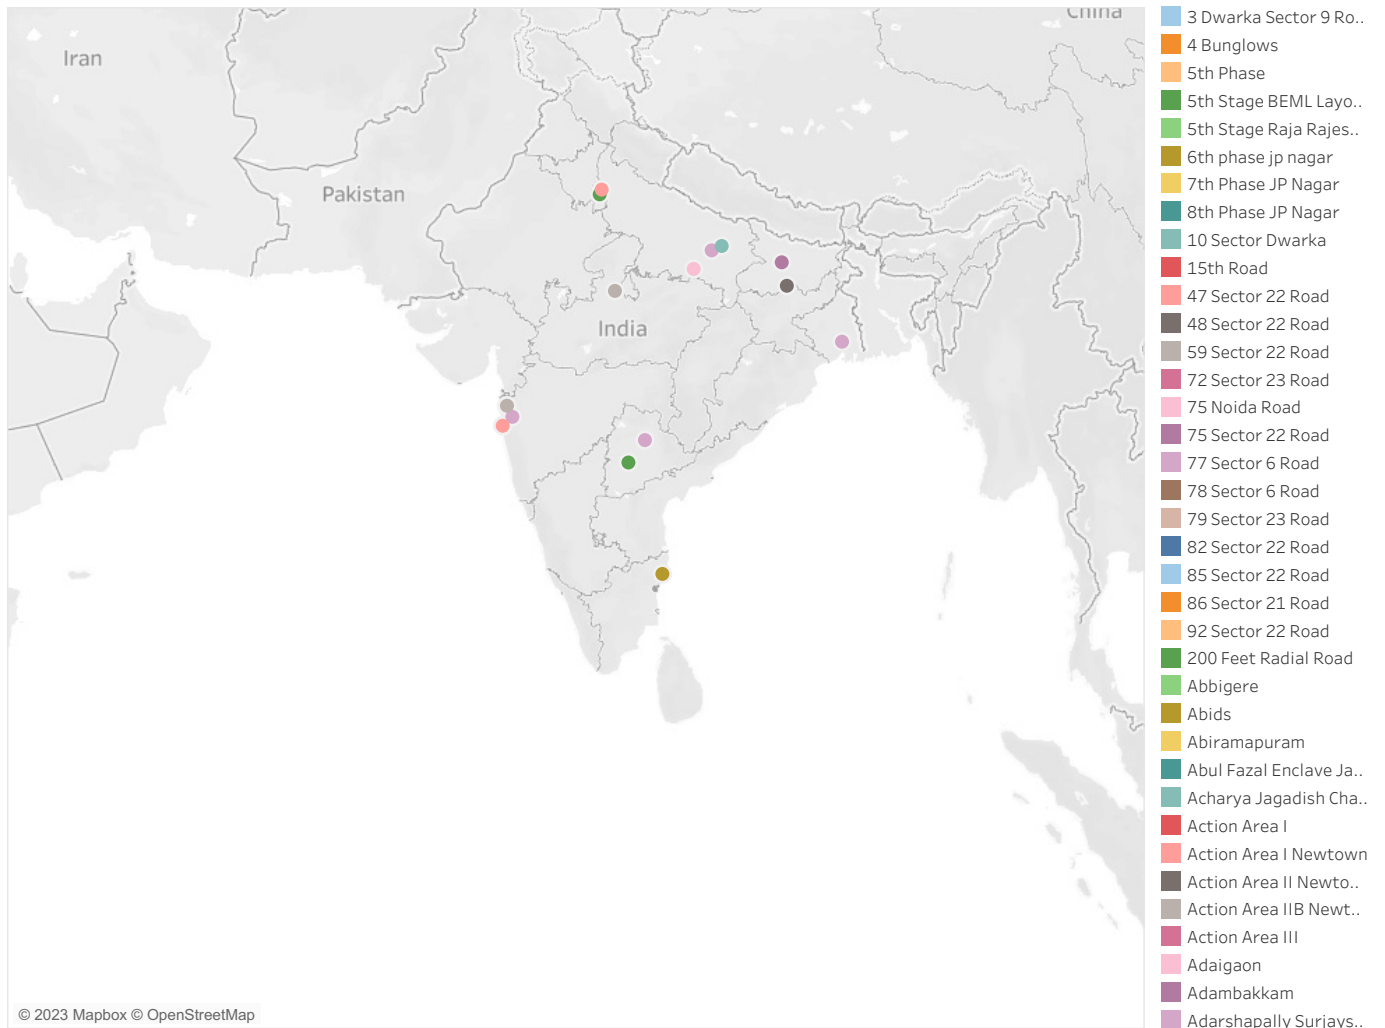 China
Iran
Pakistan
India
© 2023 Mapbox © OpenStreetMap
3 Dwarka Sector 9 Ro..
4 Bunglows
5th Phase
5th Stage BEML Layo..
5th Stage Raja Rajes..
6th phase jp nagar
7th Phase JP Nagar
8th Phase JP Nagar
10 Sector Dwarka
15th Road
47 Sector 22 Road
48 Sector 22 Road
59 Sector 22 Road
72 Sector 23 Road
75 Noida Road
75 Sector 22 Road
77 Sector 6 Road
78 Sector 6 Road
79 Sector 23 Road
82 Sector 22 Road
85 Sector 22 Road
86 Sector 21 Road
92 Sector 22 Road
200 Feet Radial Road
Abbigere
Abids
Abiramapuram
Abul Fazal Enclave Ja..
Acharya Jagadish Cha..
Action Area I
Action Area I Newtown
Action Area II Newto..
Action Area IIB Newt..
Action Area III
Adaigaon
Adambakkam
Adarshapally Surjays..